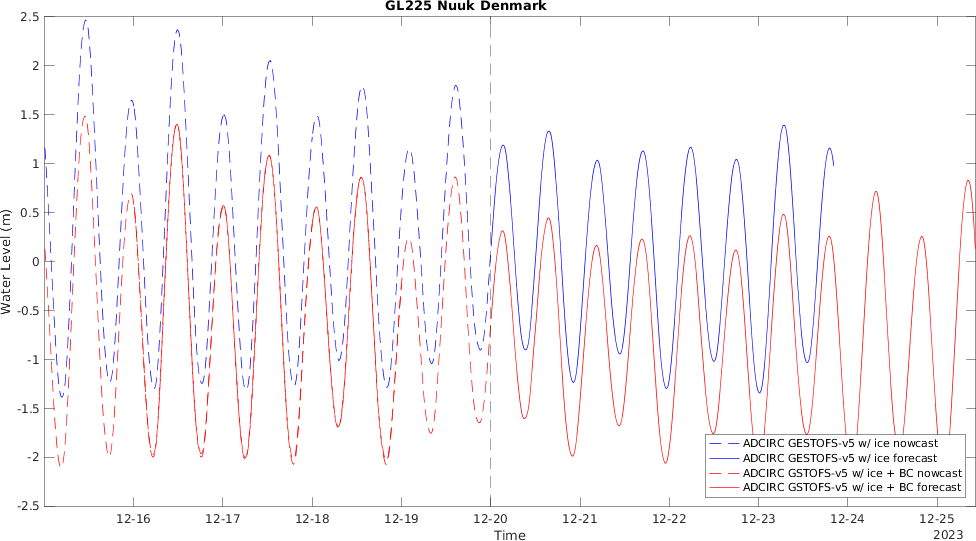 GL225 Nuuk Denmark
2.5
2
1.5
1
0.5
0
-0.5
-1
-1.5
-2
-2.5
Water Level (m)
12-16 12-17 12-18 12-19 12-20 12-21 12-22 12-23 12-24 12-25
Time
2023
ADCIRC GESTOFS-v5 w/ ice nowcast
ADCIRC GESTOFS-v5 w/ ice forecast
ADCIRC GSTOFS-v5 w/ ice + BC nowcast
ADCIRC GSTOFS-v5 w/ ice + BC forecast